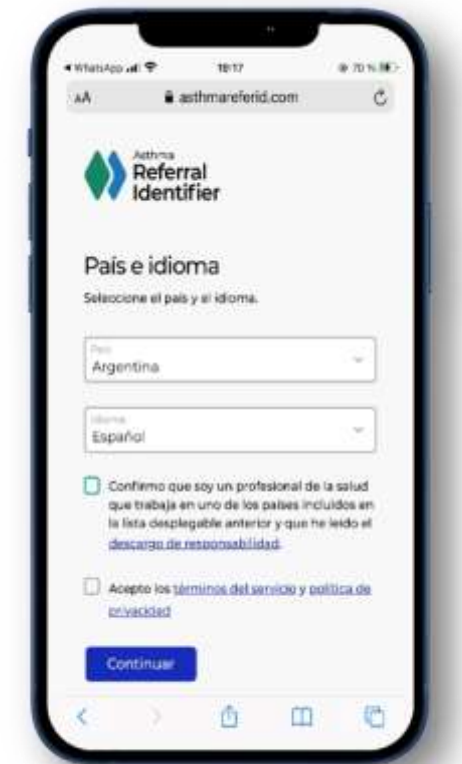 WhatsApp
18:17
70 %
AA
asthmareferid.com
Asthma
Referral
Identifier
País e idioma
Seleccione el país y el idioma.
País
Argentina
Idioma
Español
Confirmo que soy un profesional de la salud
que trabaja en uno de los países incluidos en
la lista desplegable anterior y que he leído el
descargo de responsabilidad.
Acepto los términos del servicio y política de
privacidad
Continuar